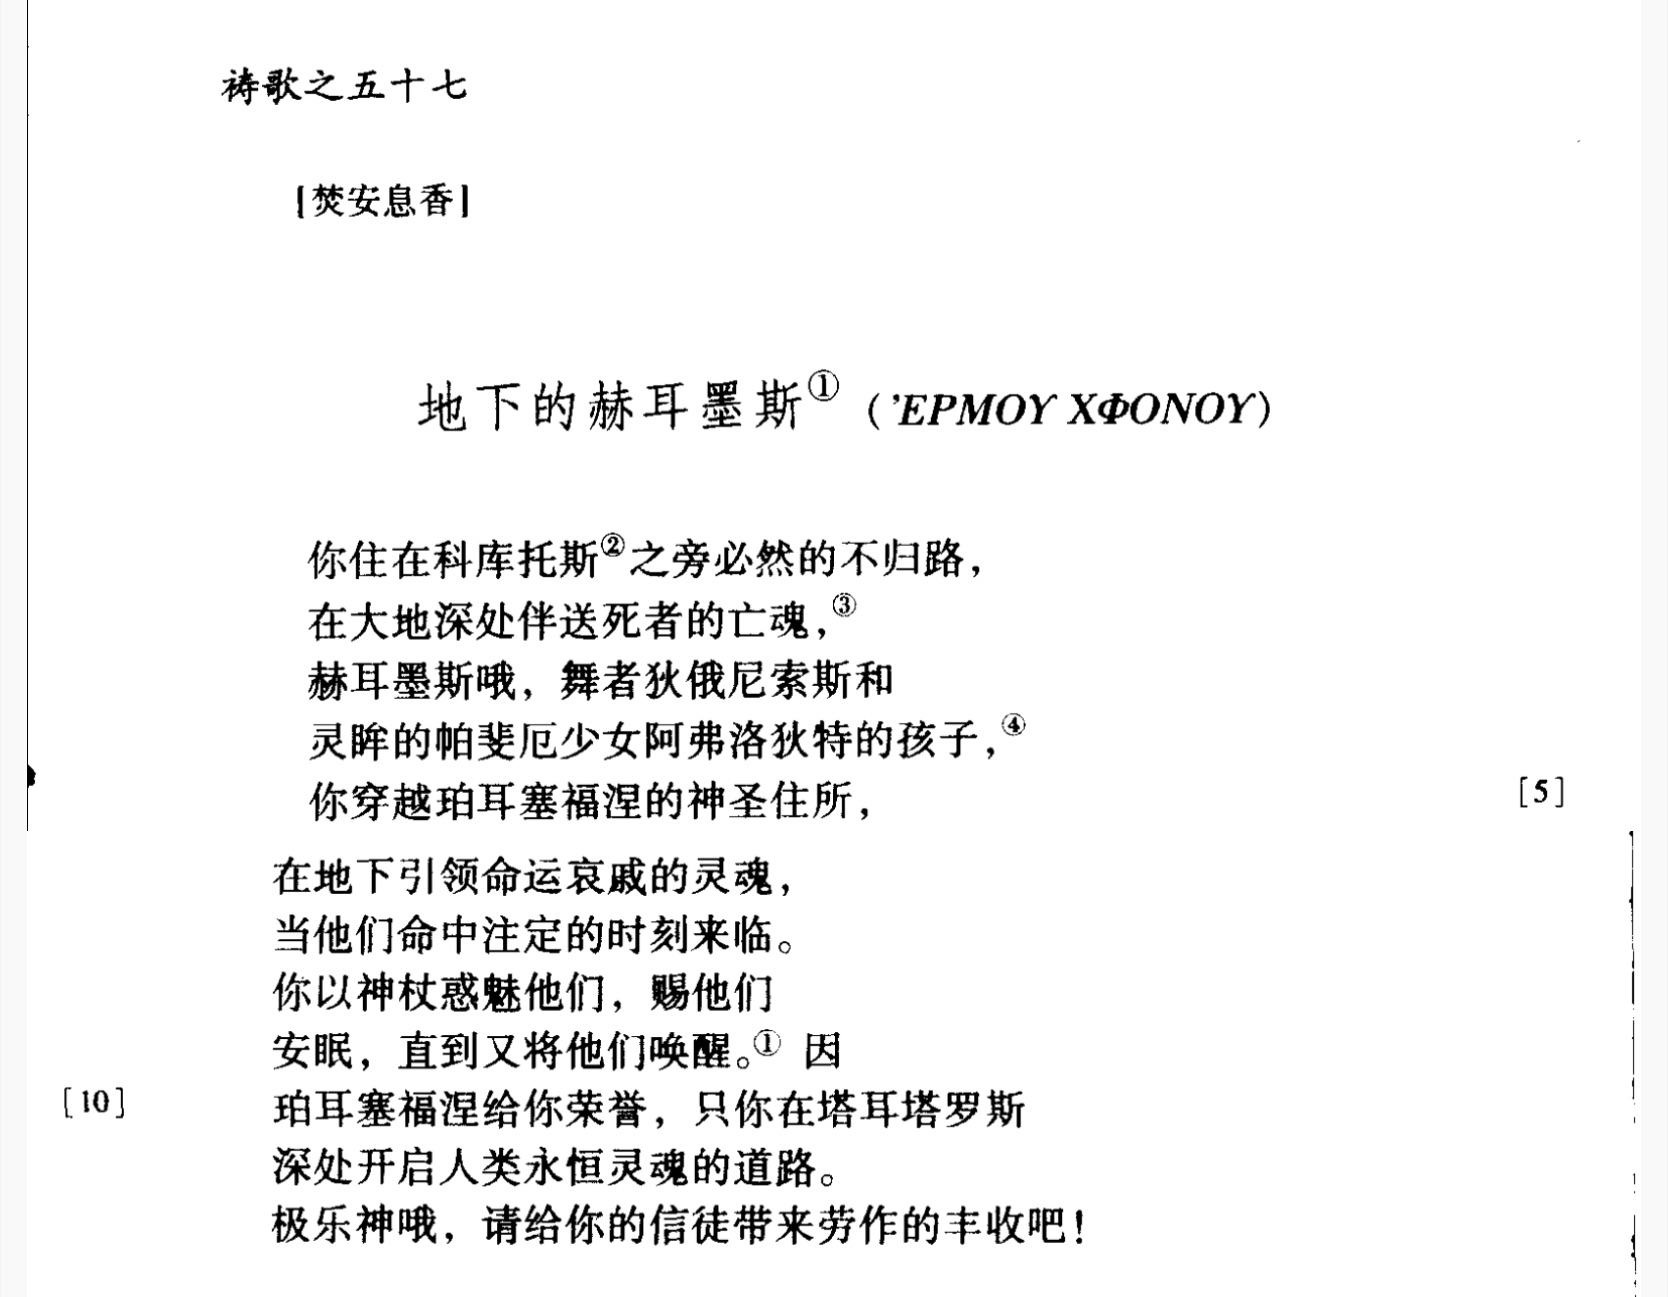 祷歌之五十七
[焚安息香]
地下的赫耳墨斯① (ἙΡΜΟΥ ΧΦΟΝΟΥ)
你住在科库托斯②之旁必然的不归路，
在大地深处伴送死者的亡魂，③
赫耳墨斯哦，舞者狄俄尼索斯和
灵眸的帕斐厄少女阿弗洛狄特的孩子，④
你穿越珀耳塞福涅的神圣住所， [5]
在地下引领命运哀戚的灵魂，
当他们命中注定的时刻来临。
你以神杖惑魅他们，赐他们
安眠，直到又将他们唤醒。① 因
[10] 珀耳塞福涅给你荣誉，只你在塔耳塔罗斯
深处开启人类永恒灵魂的道路。
极乐神哦，请给你的信徒带来劳作的丰收吧！